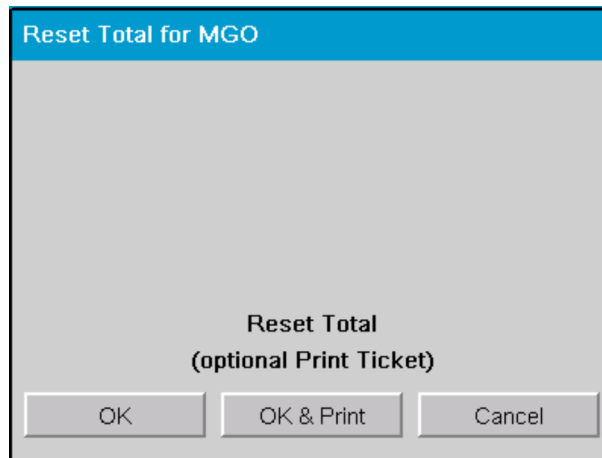 Reset Total for MGO
Reset Total
(optional Print Ticket)
OK
OK & Print
Cancel